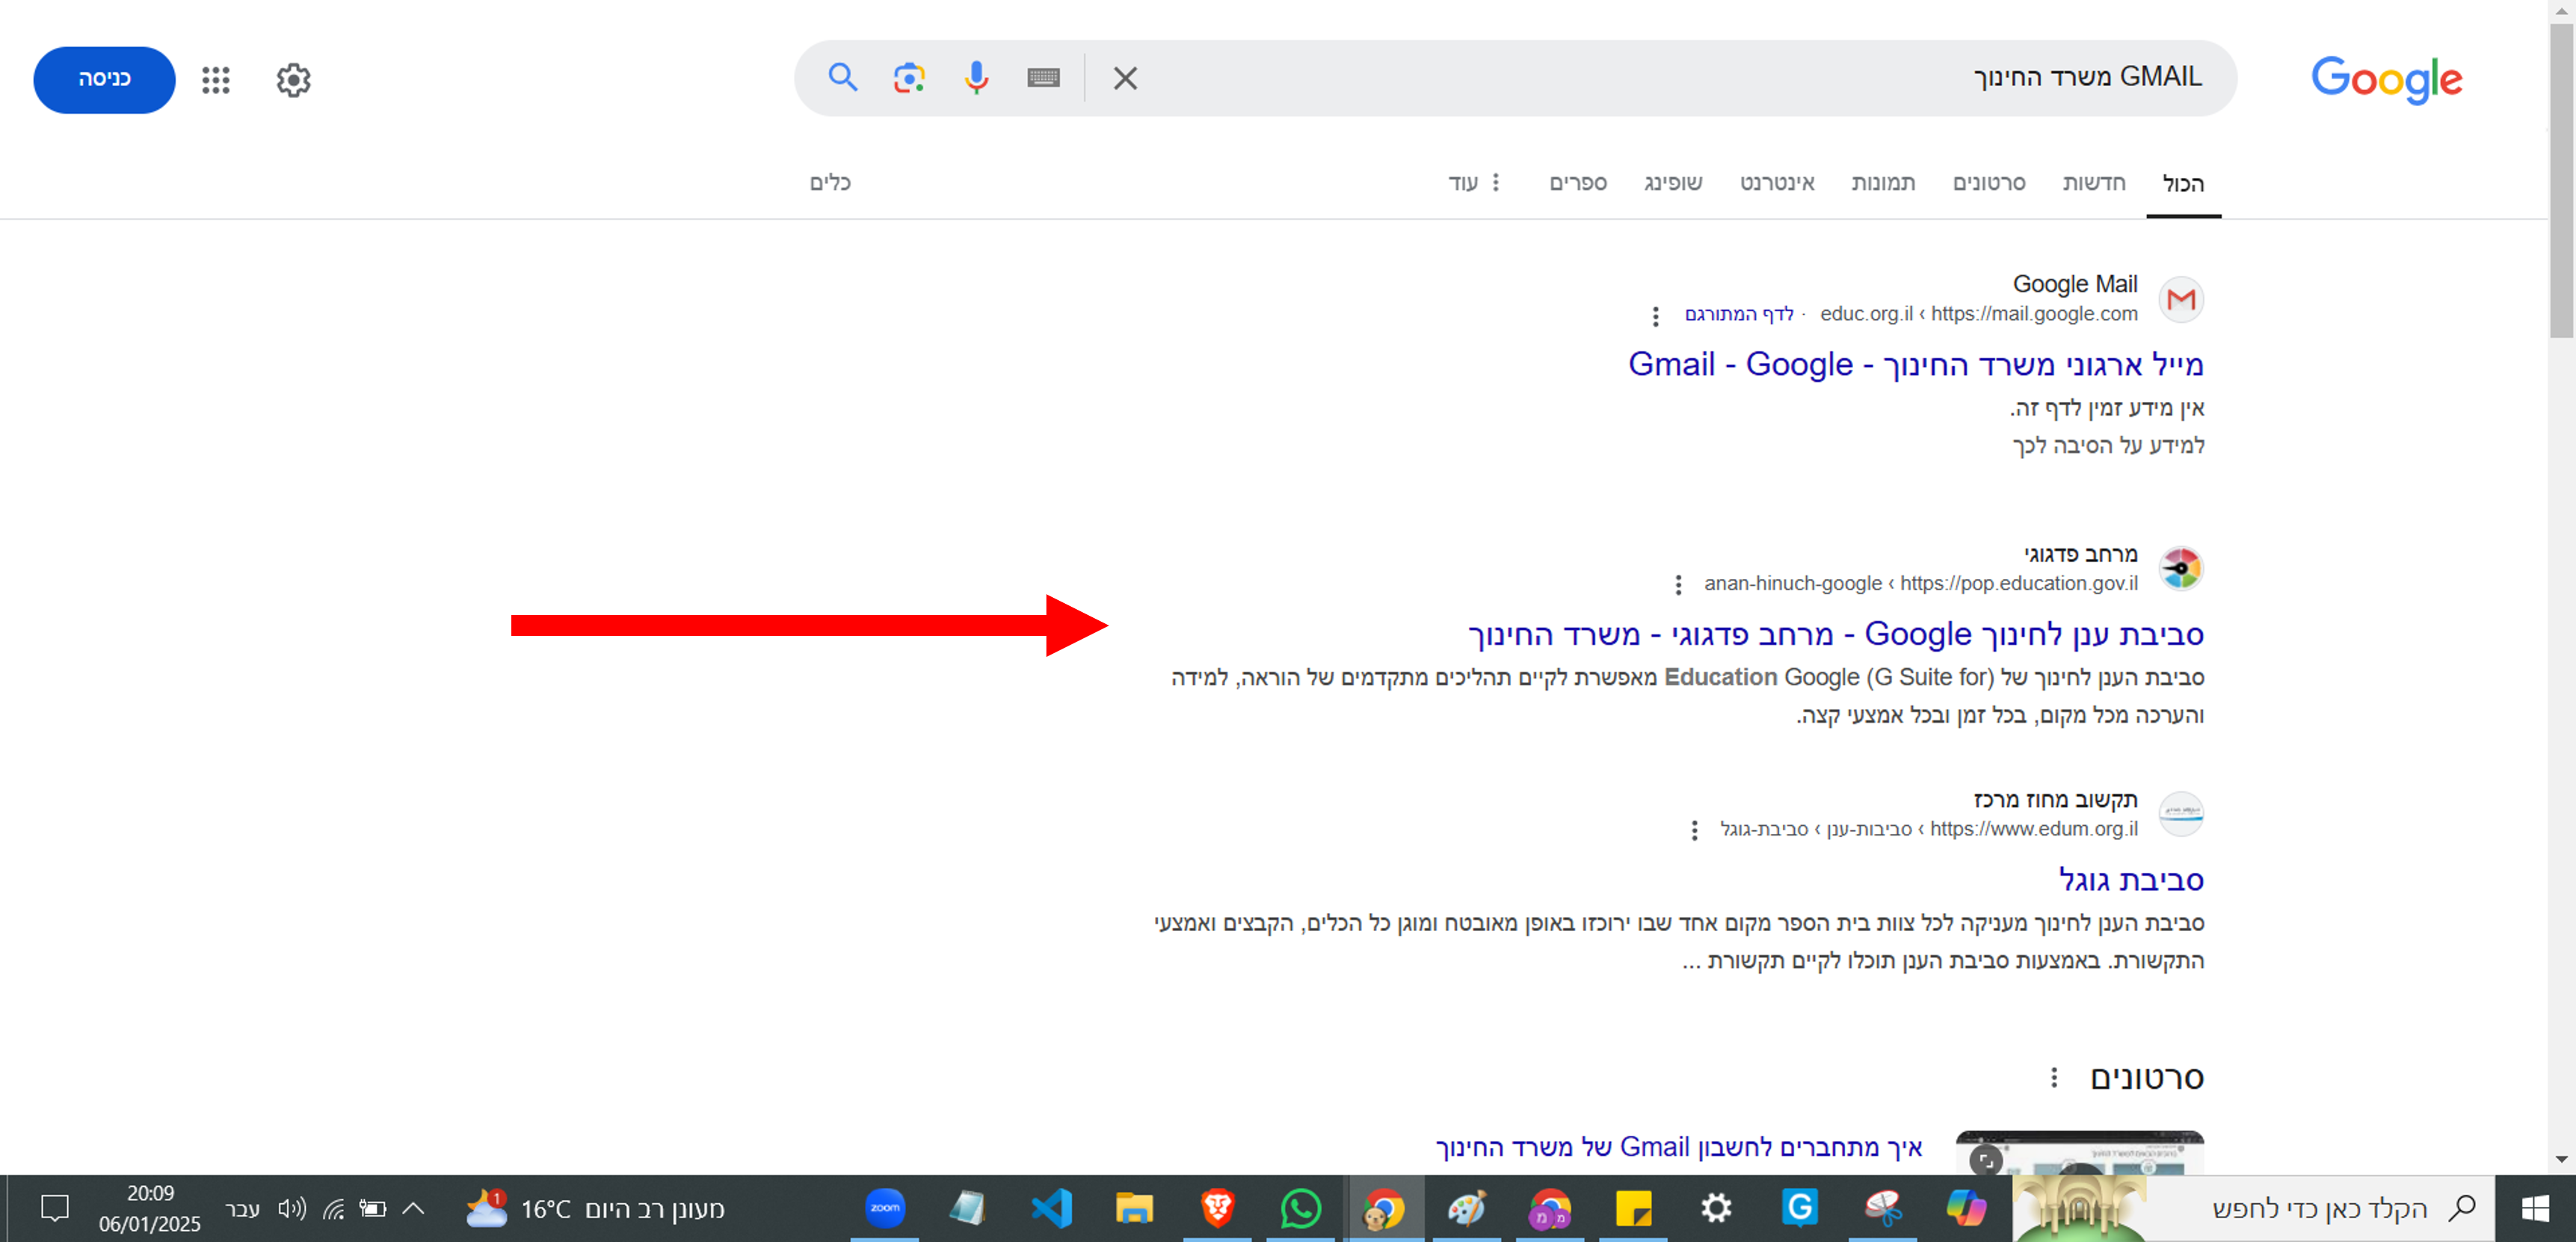 Google
GMAIL משרד החינוך
כניסה
הכול
חדשות
סרטונים
תמונות
אינטרנט
שופינג
ספרים
עוד
כלים
Google Mail
https://mail.google.com › educ.org.il · לדף המתורגם
מייל ארגוני משרד החינוך - Gmail - Google
אין מידע זמין לדף זה.
למידע על הסיבה לכך
מרחב פדגוגי
https://pop.education.gov.il › anan-hinuch-google
סביבת ענן לחינוך Google - מרחב פדגוגי - משרד החינוך
סביבת הענן לחינוך של Education Google (G Suite for) מאפשרת לקיים תהליכים מתקדמים של הוראה, למידה
והערכה מכל מקום, בכל זמן ובכל אמצעי קצה.
תקשוב מחוז מרכז
https://www.edum.org.il › סביבות-ענן › סביבת-גוגל
סביבת גוגל
סביבת הענן לחינוך מעניקה לכל צוות בית הספר מקום אחד שבו ירוכזו באופן מאובטח ומוגן כל הכלים, הקבצים ואמצעי
התקשורת. באמצעות סביבת הענן תוכלו לקיים תקשורת ...
סרטונים
איך מתחברים לחשבון Gmail של משרד החינוך
הקלד כאן כדי לחפש
G
מ
מ
zoom
מעונן רב היום 16°C
1
עבר
20:09
06/01/2025